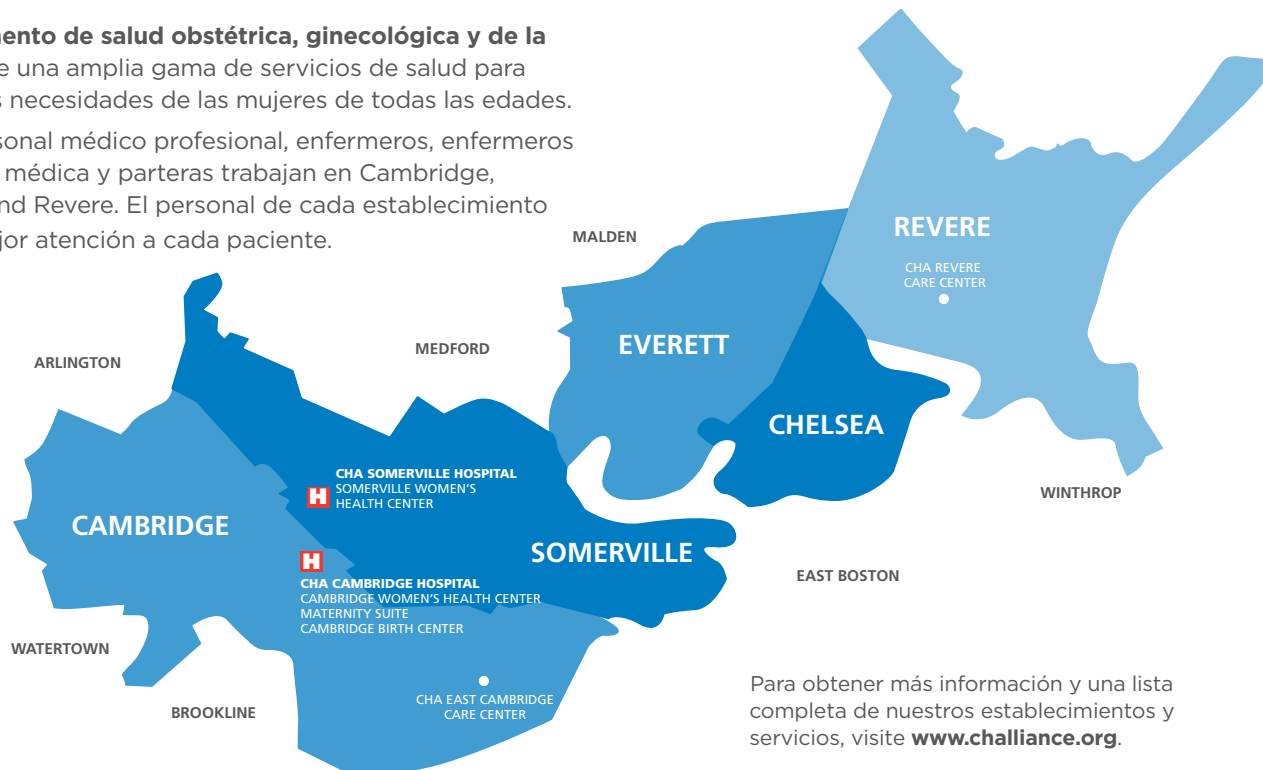 mento de salud obstétrica, ginecológica y de la
e una amplia gama de servicios de salud para
s necesidades de las mujeres de todas las edades.
sonal médico profesional, enfermeros, enfermeros
médica y parteras trabajan en Cambridge,
nd Revere. El personal de cada establecimiento
jor atención a cada paciente.
MALDEN
REVERE
CHA REVERE
CARE CENTER
ARLINGTON
MEDFORD
EVERETT
CHELSEA
CHA SOMERVILLE HOSPITAL
SOMERVILLE WOMEN'S
HEALTH CENTER
H
WINTHROP
CAMBRIDGE
SOMERVILLE
H
CHA CAMBRIDGE HOSPITAL
CAMBRIDGE WOMEN'S HEALTH CENTER
MATERNITY SUITE
CAMBRIDGE BIRTH CENTER
EAST BOSTON
WATERTOWN
BROOKLINE
CHA EAST CAMBRIDGE
CARE CENTER
Para obtener más información y una lista
completa de nuestros establecimientos y
servicios, visite www.challiance.org.